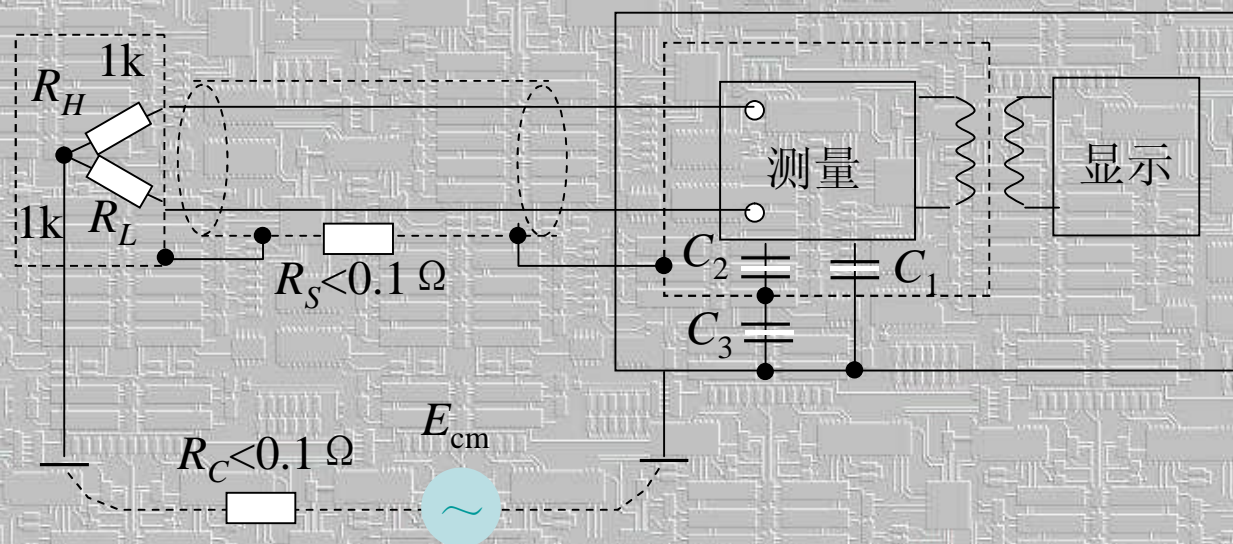 1k
R_H
测量
显示
1k
R_L
C_2
C_1
R_S<0.1 Ω
C_3
E_cm
R_C<0.1 Ω
~